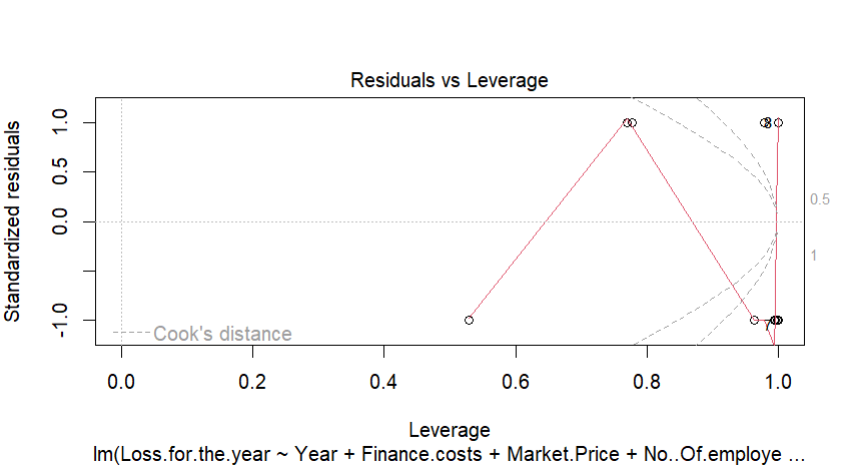 Residuals vs Leverage
Standardized residuals
1.0
0.5
0.0
-1.0
0.5
1
Cook's distance
0.0 0.2 0.4 0.6 0.8 1.0
Leverage
lm(Loss.for.the.year ~ Year + Finance.costs + Market.Price + No..Of.employe ...